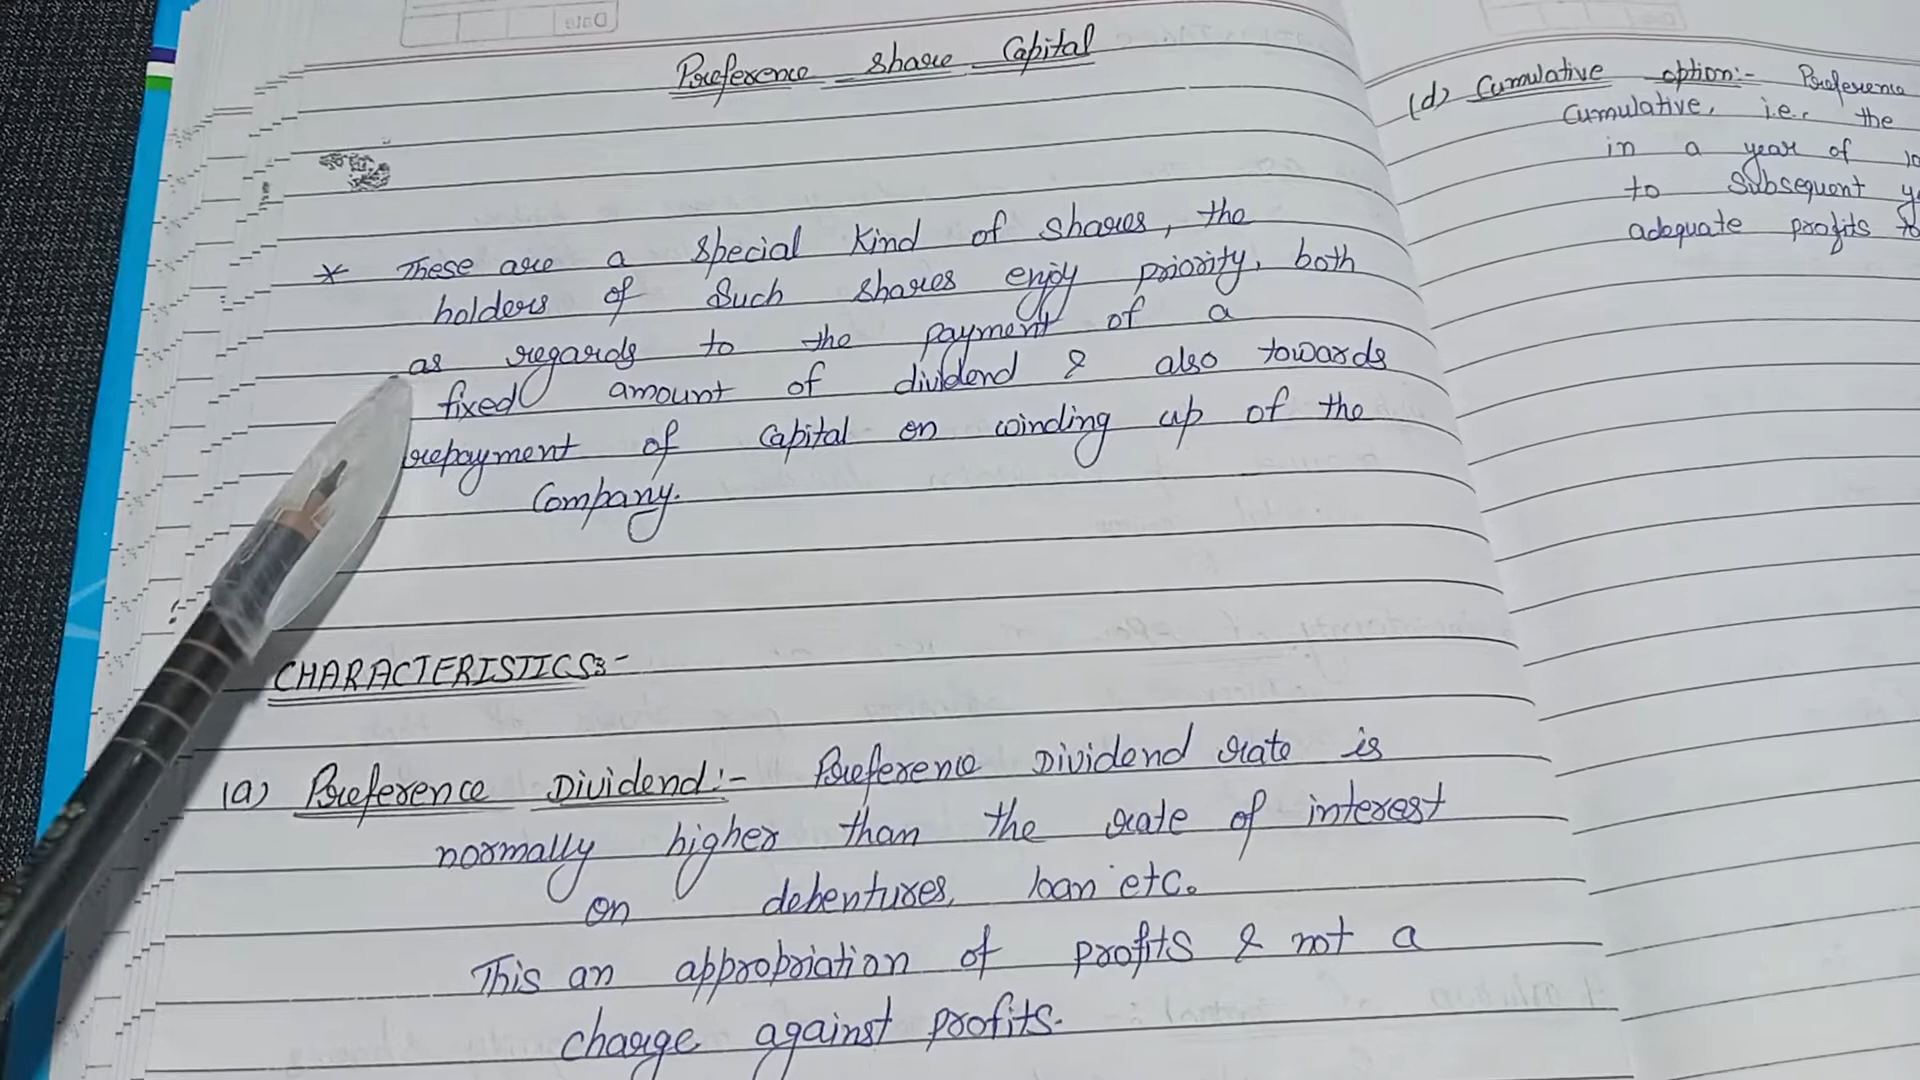 Preference share Capital
* These are a special kind of shares, the
holders of such shares enjoy priority, both
as regards to the payment of a
fixed amount of dividend & also towards
repayment of capital on winding up of the
Company.
CHARACTERISTICS:-
(a) Preference Dividend:- Preference Dividend rate is
normally higher than the rate of interest
on debentures, loan etc.
This an appropriation of profits & not a
charge against profits.
(d) Cumulative option:- Preference
Cumulative, i.e. the
in a year of
to subsequent
adequate profits